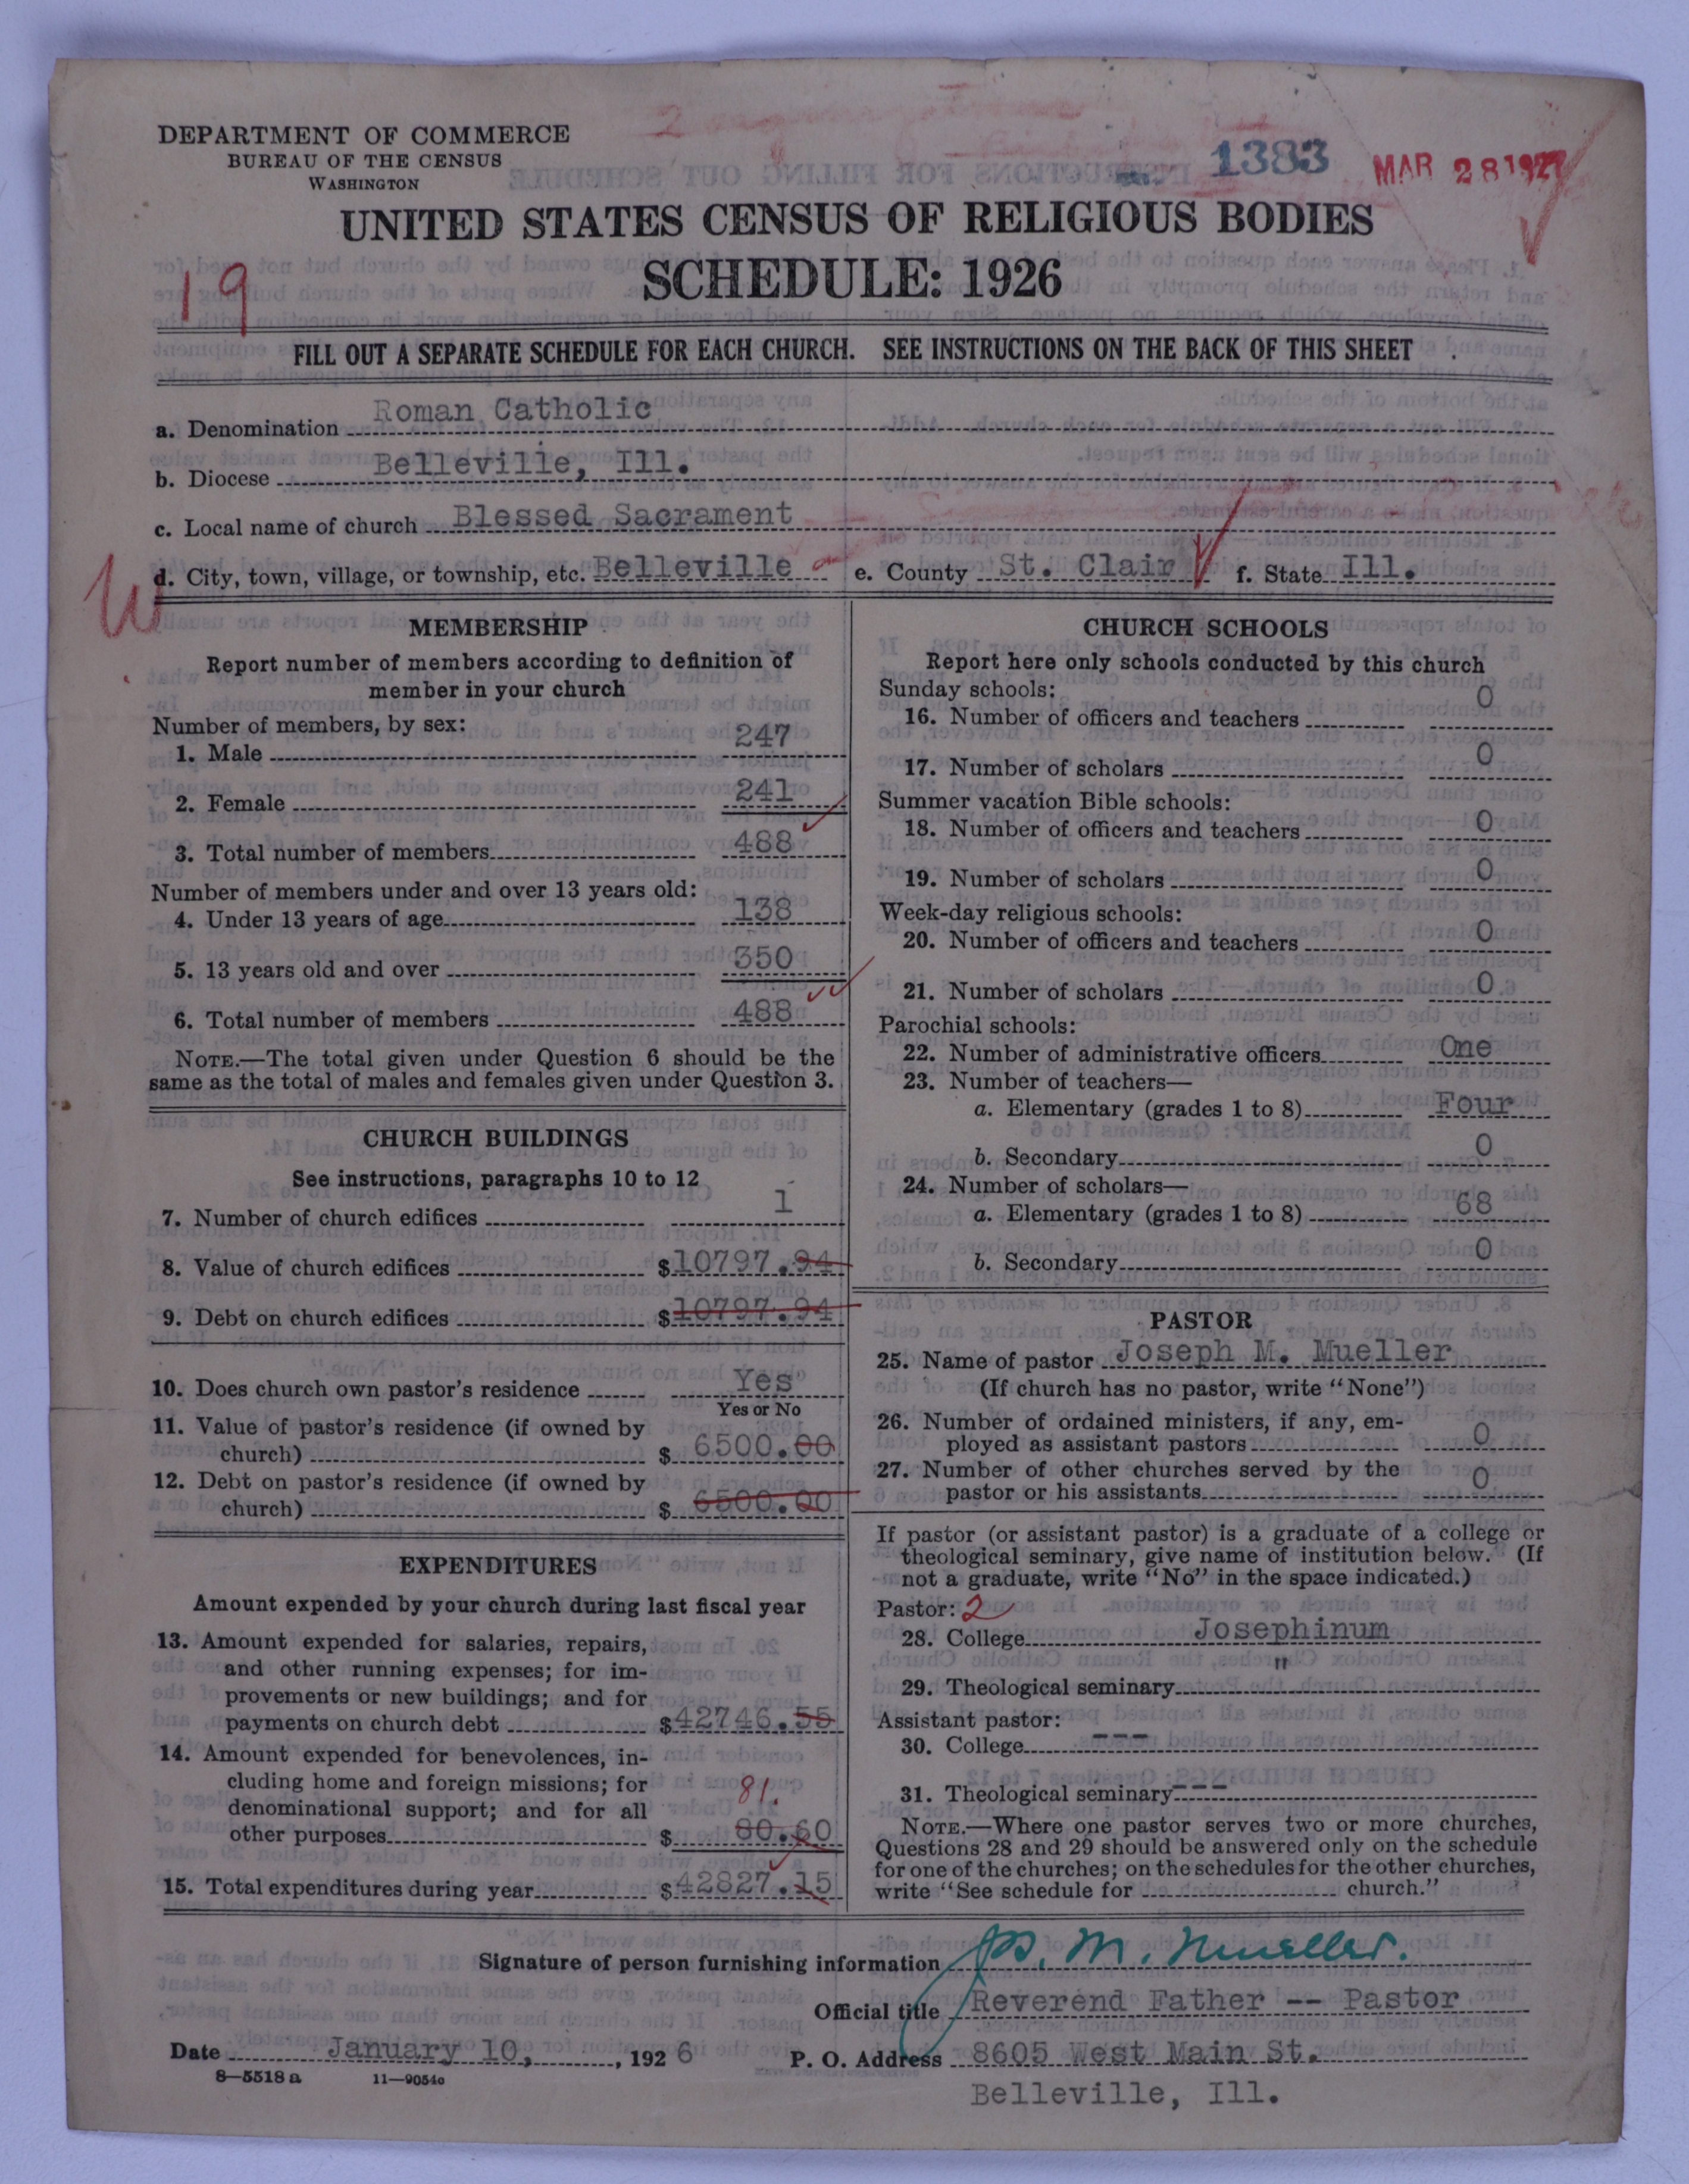 DEPARTMENT OF COMMERCE
BUREAU OF THE CENSUS
WASHINGTON
1383
MAR 28 1927
UNITED STATES CENSUS OF RELIGIOUS BODIES
SCHEDULE: 1926
19
FILL OUT A SEPARATE SCHEDULE FOR EACH CHURCH. SEE INSTRUCTIONS ON THE BACK OF THIS SHEET
a. Denomination Roman Catholic
b. Diocese Belleville, Ill.
c. Local name of church Blessed Sacrament
d. City, town, village, or township, etc. Belleville e. County St. Clair f. State Ill.
MEMBERSHIP
Report number of members according to definition of
member in your church
Number of members, by sex:
1. Male 247
2. Female 241
3. Total number of members 488
Number of members under and over 13 years old:
4. Under 13 years of age 138
5. 13 years old and over 350
6. Total number of members 488
NOTE.—The total given under Question 6 should be the
same as the total of males and females given under Question 3.
CHURCH BUILDINGS
See instructions, paragraphs 10 to 12
7. Number of church edifices 1
8. Value of church edifices $10797.94
9. Debt on church edifices $10797.94
10. Does church own pastor's residence Yes
Yes or No
11. Value of pastor's residence (if owned by
church) $ 6500.00
12. Debt on pastor's residence (if owned by
church) $ 6500.00
EXPENDITURES
Amount expended by your church during last fiscal year
13. Amount expended for salaries, repairs,
and other running expenses; for im-
provements or new buildings; and for
payments on church debt $42746.55
14. Amount expended for benevolences, in-
cluding home and foreign missions; for
denominational support; and for all 81.
other purposes $ 80.60
15. Total expenditures during year $42827.15
CHURCH SCHOOLS
Report here only schools conducted by this church
Sunday schools:
16. Number of officers and teachers 0
17. Number of scholars 0
Summer vacation Bible schools:
18. Number of officers and teachers 0
19. Number of scholars 0
Week-day religious schools:
20. Number of officers and teachers 0
21. Number of scholars 0
Parochial schools:
22. Number of administrative officers One
23. Number of teachers—
a. Elementary (grades 1 to 8) Four
b. Secondary 0
24. Number of scholars—
a. Elementary (grades 1 to 8) 68
b. Secondary 0
PASTOR
25. Name of pastor Joseph M. Mueller
(If church has no pastor, write "None")
26. Number of ordained ministers, if any, em-
ployed as assistant pastors 0
27. Number of other churches served by the
pastor or his assistants 0
If pastor (or assistant pastor) is a graduate of a college or
theological seminary, give name of institution below. (If
not a graduate, write "No" in the space indicated.)
Pastor: 2
28. College Josephinum
29. Theological seminary "
Assistant pastor:
30. College ---
31. Theological seminary ---
NOTE.—Where one pastor serves two or more churches,
Questions 28 and 29 should be answered only on the schedule
for one of the churches; on the schedules for the other churches,
write "See schedule for church."
Signature of person furnishing information M. Mueller.
Official title Reverend Father -- Pastor
Date January 10, , 192 6 P. O. Address 8605 West Main St.
8—5518 a 11—9054o
Belleville, Ill.